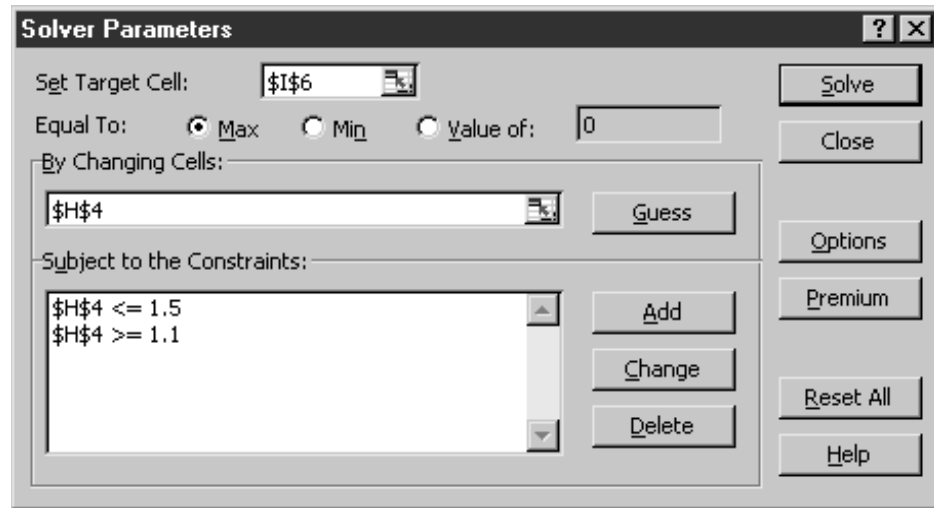 Solver Parameters ? X
Set Target Cell: $I$6 Solve
Equal To: Max Min Value of: 0 Close
By Changing Cells:
$H$4 Guess
Options
Subject to the Constraints:
$H$4 <= 1.5 Add Premium
$H$4 >= 1.1
Change
Reset All
Delete
Help